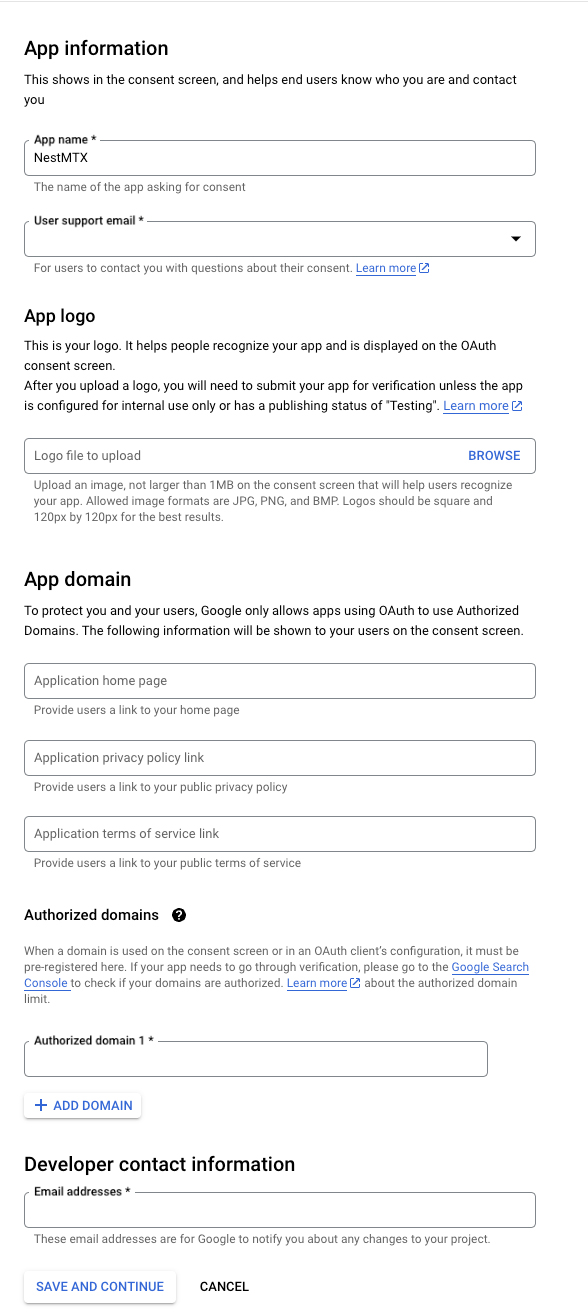 App information
This shows in the consent screen, and helps end users know who you are and contact
you
App name *
NestMTX
The name of the app asking for consent
User support email *
For users to contact you with questions about their consent. Learn more
App logo
This is your logo. It helps people recognize your app and is displayed on the OAuth
consent screen.
After you upload a logo, you will need to submit your app for verification unless the app
is configured for internal use only or has a publishing status of "Testing". Learn more
Logo file to upload BROWSE
Upload an image, not larger than 1MB on the consent screen that will help users recognize
your app. Allowed image formats are JPG, PNG, and BMP. Logos should be square and
120px by 120px for the best results.
App domain
To protect you and your users, Google only allows apps using OAuth to use Authorized
Domains. The following information will be shown to your users on the consent screen.
Application home page
Provide users a link to your home page
Application privacy policy link
Provide users a link to your public privacy policy
Application terms of service link
Provide users a link to your public terms of service
Authorized domains ?
When a domain is used on the consent screen or in an OAuth client's configuration, it must be
pre-registered here. If your app needs to go through verification, please go to the Google Search
Console to check if your domains are authorized. Learn more about the authorized domain
limit.
Authorized domain 1 *
+ ADD DOMAIN
Developer contact information
Email addresses *
These email addresses are for Google to notify you about any changes to your project.
SAVE AND CONTINUE CANCEL